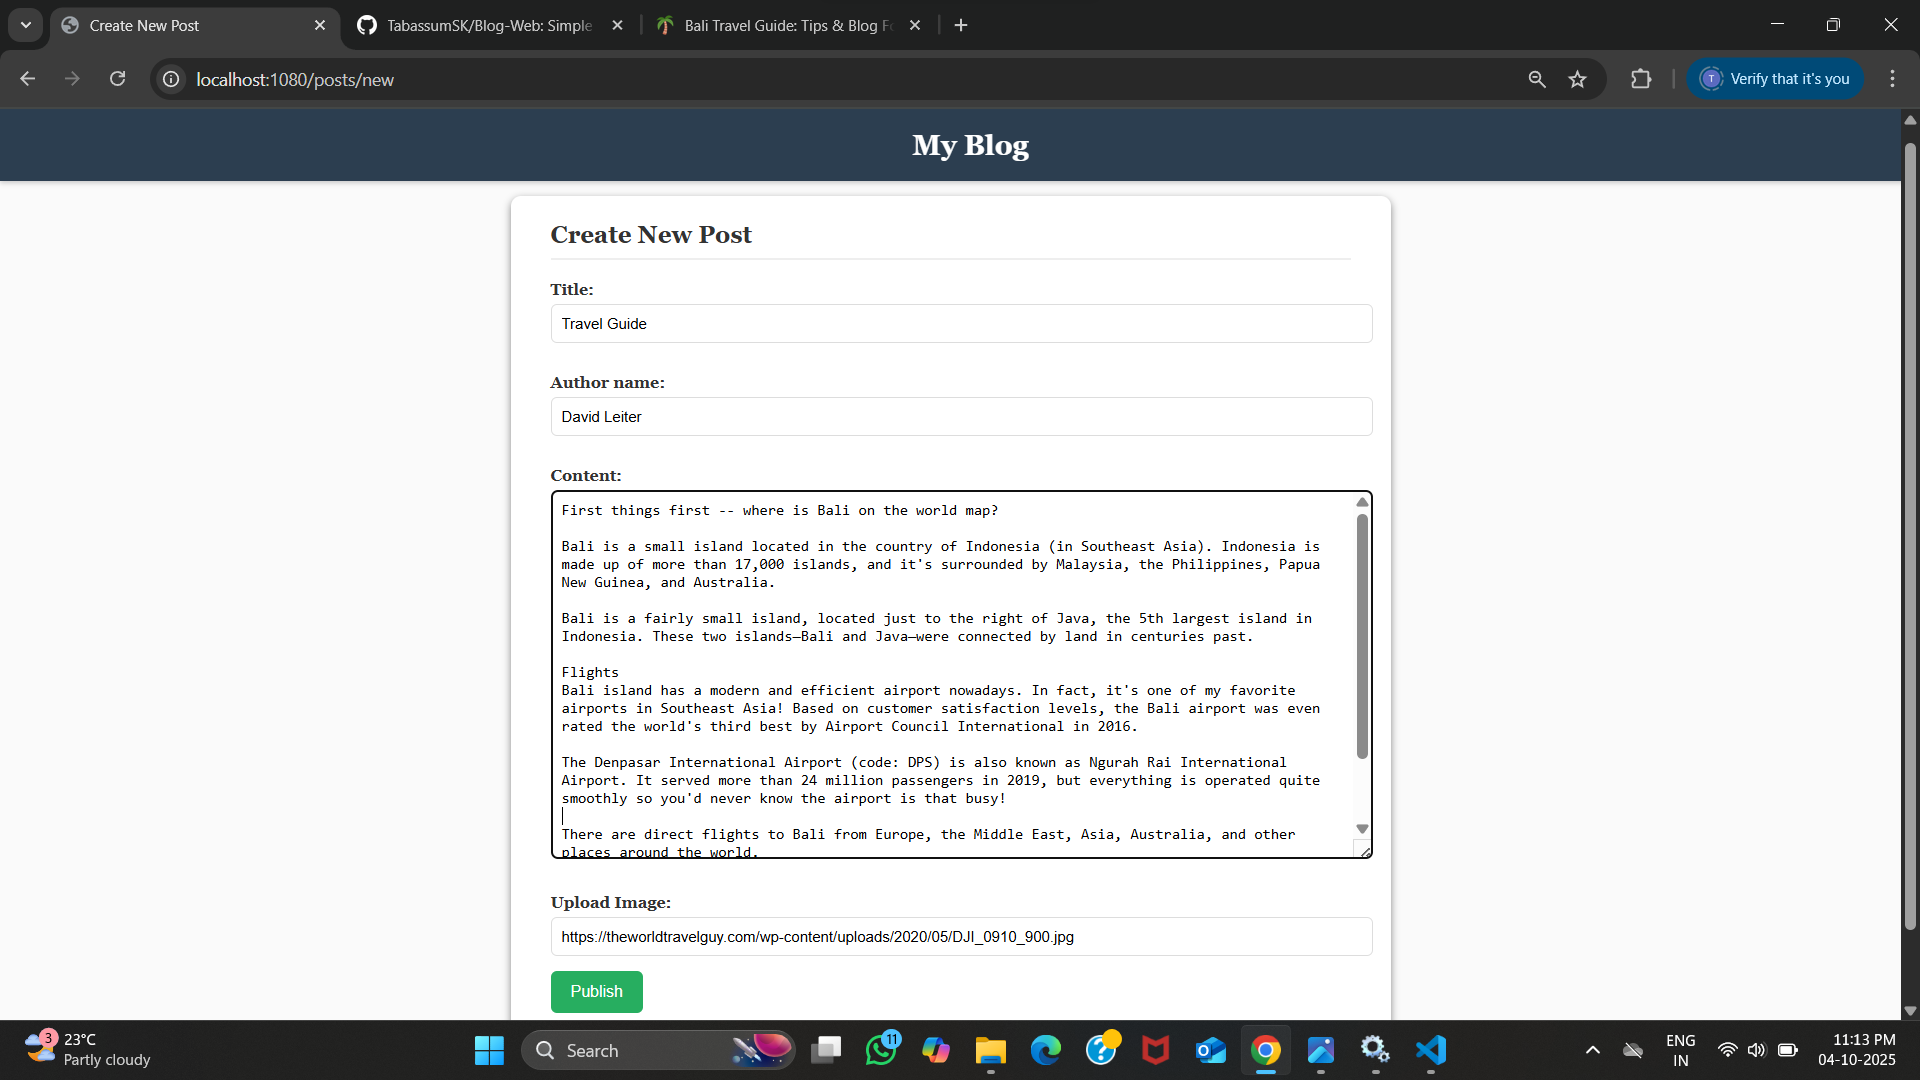 Create New Post
TabassumSK/Blog-Web: Simple
Bali Travel Guide: Tips & Blog F
localhost:1080/posts/new
T
Verify that it's you
My Blog
Create New Post
Title:
Travel Guide
Author name:
David Leiter
Content:
First things first -- where is Bali on the world map?
Bali is a small island located in the country of Indonesia (in Southeast Asia). Indonesia is
made up of more than 17,000 islands, and it's surrounded by Malaysia, the Philippines, Papua
New Guinea, and Australia.
Bali is a fairly small island, located just to the right of Java, the 5th largest island in
Indonesia. These two islands—Bali and Java—were connected by land in centuries past.
Flights
Bali island has a modern and efficient airport nowadays. In fact, it's one of my favorite
airports in Southeast Asia! Based on customer satisfaction levels, the Bali airport was even
rated the world's third best by Airport Council International in 2016.
The Denpasar International Airport (code: DPS) is also known as Ngurah Rai International
Airport. It served more than 24 million passengers in 2019, but everything is operated quite
smoothly so you'd never know the airport is that busy!
There are direct flights to Bali from Europe, the Middle East, Asia, Australia, and other
places around the world.
Upload Image:
https://theworldtravelguy.com/wp-content/uploads/2020/05/DJI_0910_900.jpg
Publish
3
23°C
Partly cloudy
Search
11
ENG
IN
11:13 PM
04-10-2025